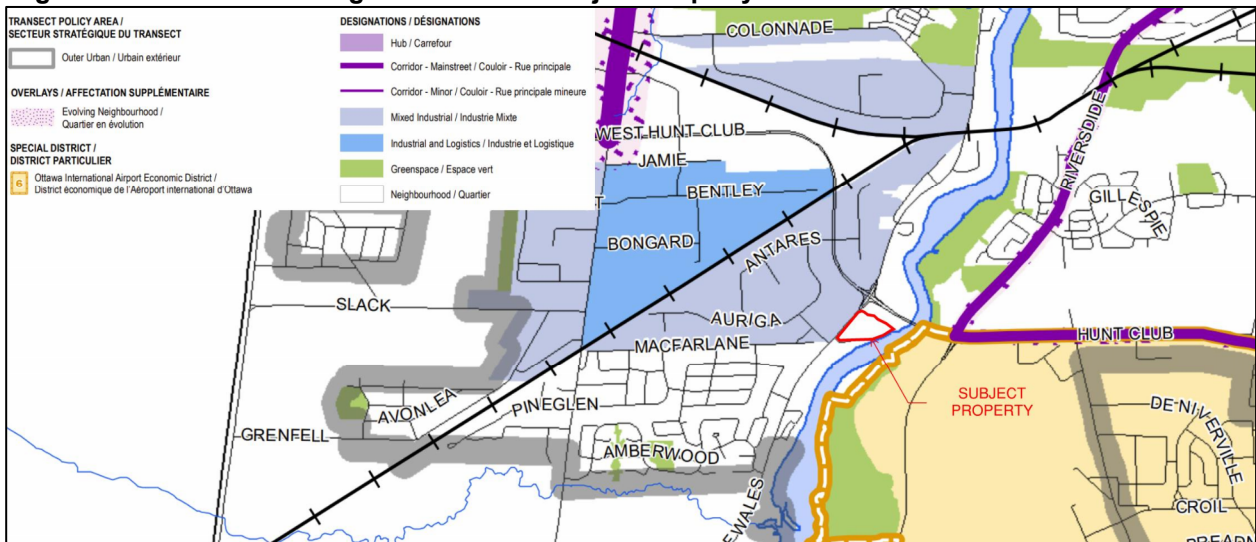 TRANSECT POLICY AREA /
SECTEUR STRATÉGIQUE DU TRANSECT
Outer Urban / Urbain extérieur
OVERLAYS / AFFECTATION SUPPLÉMENTAIRE
Evolving Neighbourhood /
Quartier en évolution
SPECIAL DISTRICT /
DISTRICT PARTICULIER
6
Ottawa International Airport Economic District /
District économique de l'Aéroport international d'Ottawa
DESIGNATIONS / DÉSIGNATIONS
Hub / Carrefour
Corridor - Mainstreet / Couloir - Rue principale
Corridor - Minor / Couloir - Rue principale mineure
Mixed Industrial / Industrie Mixte
Industrial and Logistics / Industrie et Logistique
Greenspace / Espace vert
Neighbourhood / Quartier
COLONNADE
WEST HUNT CLUB
JAMIE
BENTLEY
BONGARD
ANTARES
RIVERSDIDE
GILLESPIE
SLACK
AURIGA
MACFARLANE
HUNT CLUB
SUBJECT
PROPERTY
AVONLEA
PINEGLEN
GRENFELL
AMBERWOOD
DE NIVERVILLE
CROIL